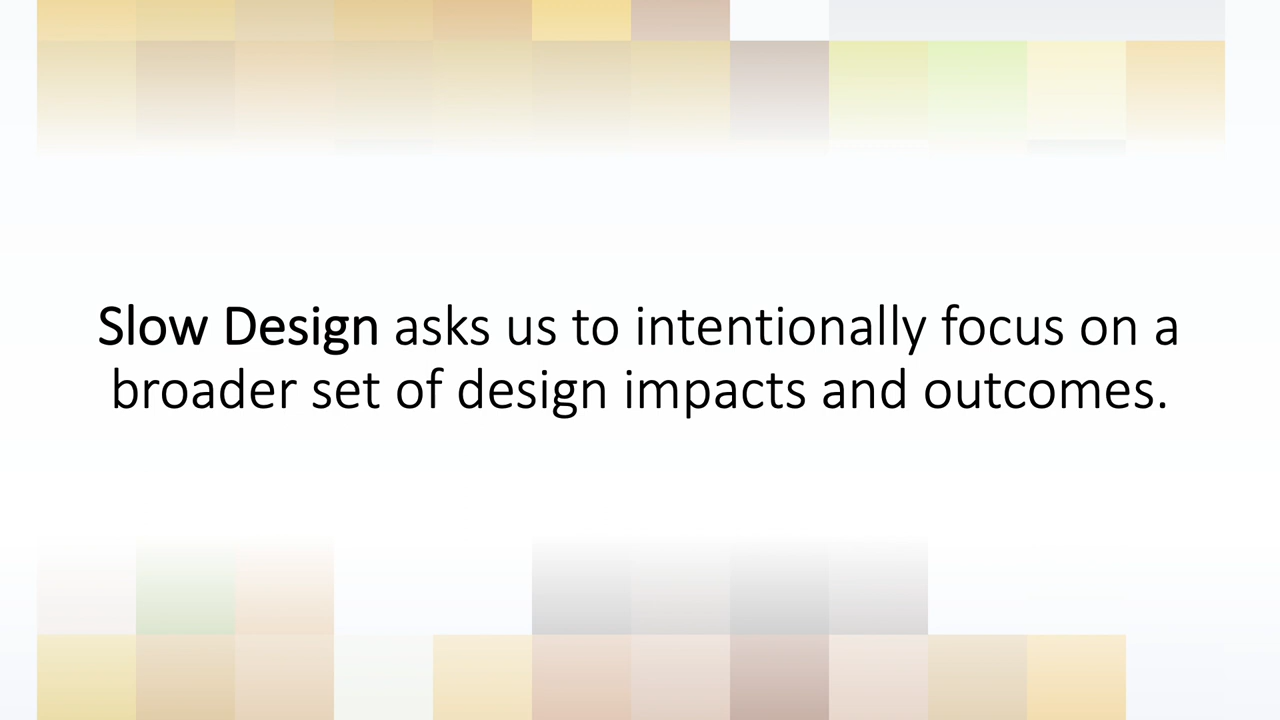 Slow Design asks us to intentionally focus on a
broader set of design impacts and outcomes.